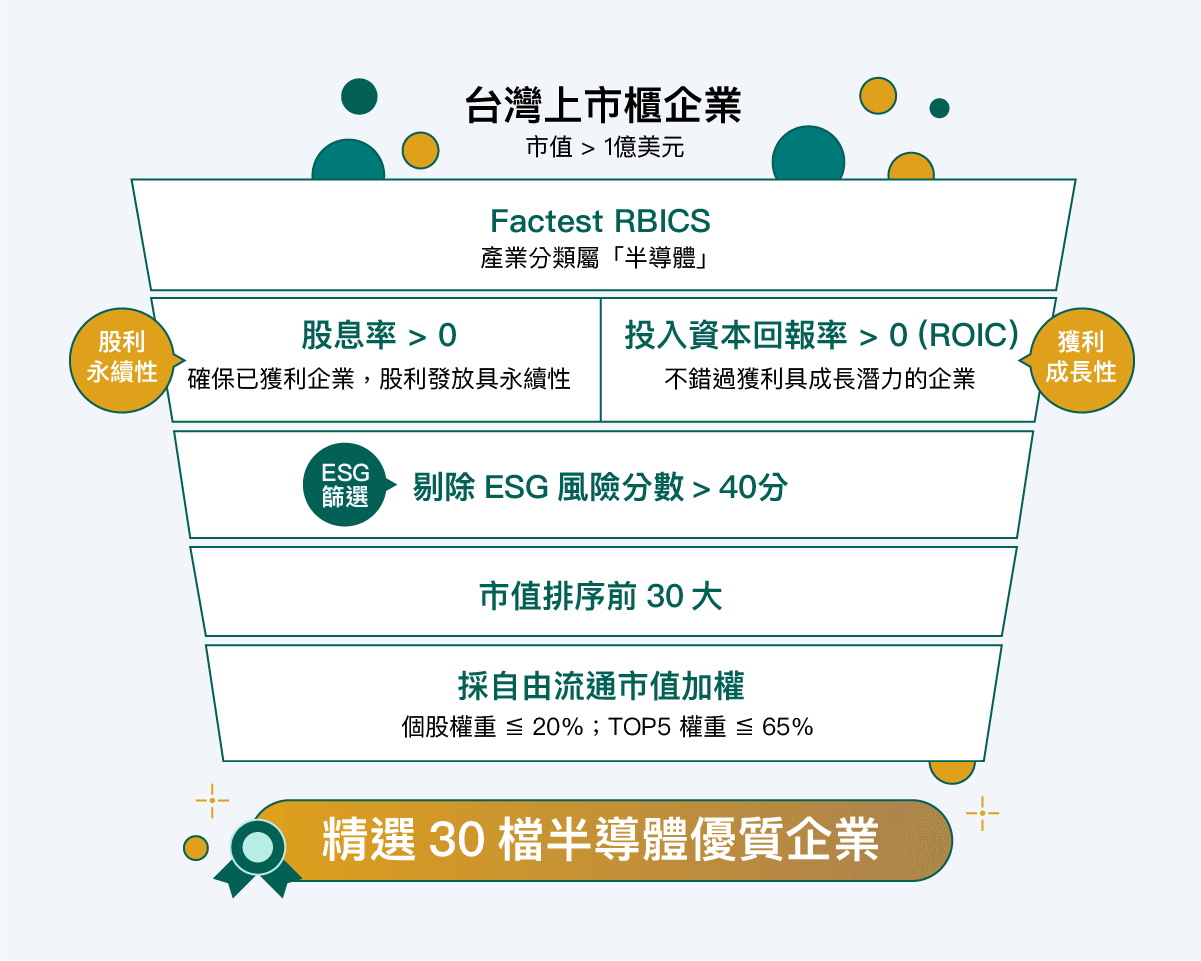 台灣上市櫃企業
市值 > 1億美元
Factest RBICS
產業分類屬「半導體」
股利
永續性
股息率 > 0
確保已獲利企業，股利發放具永續性
投入資本回報率 > 0 (ROIC)
不錯過獲利具成長潛力的企業
獲利
成長性
ESG
篩選
剔除 ESG 風險分數 > 40分
市值排序前 30 大
採自由流通市值加權
個股權重 ≦ 20%；TOP5 權重 ≦ 65%
精選 30 檔半導體優質企業